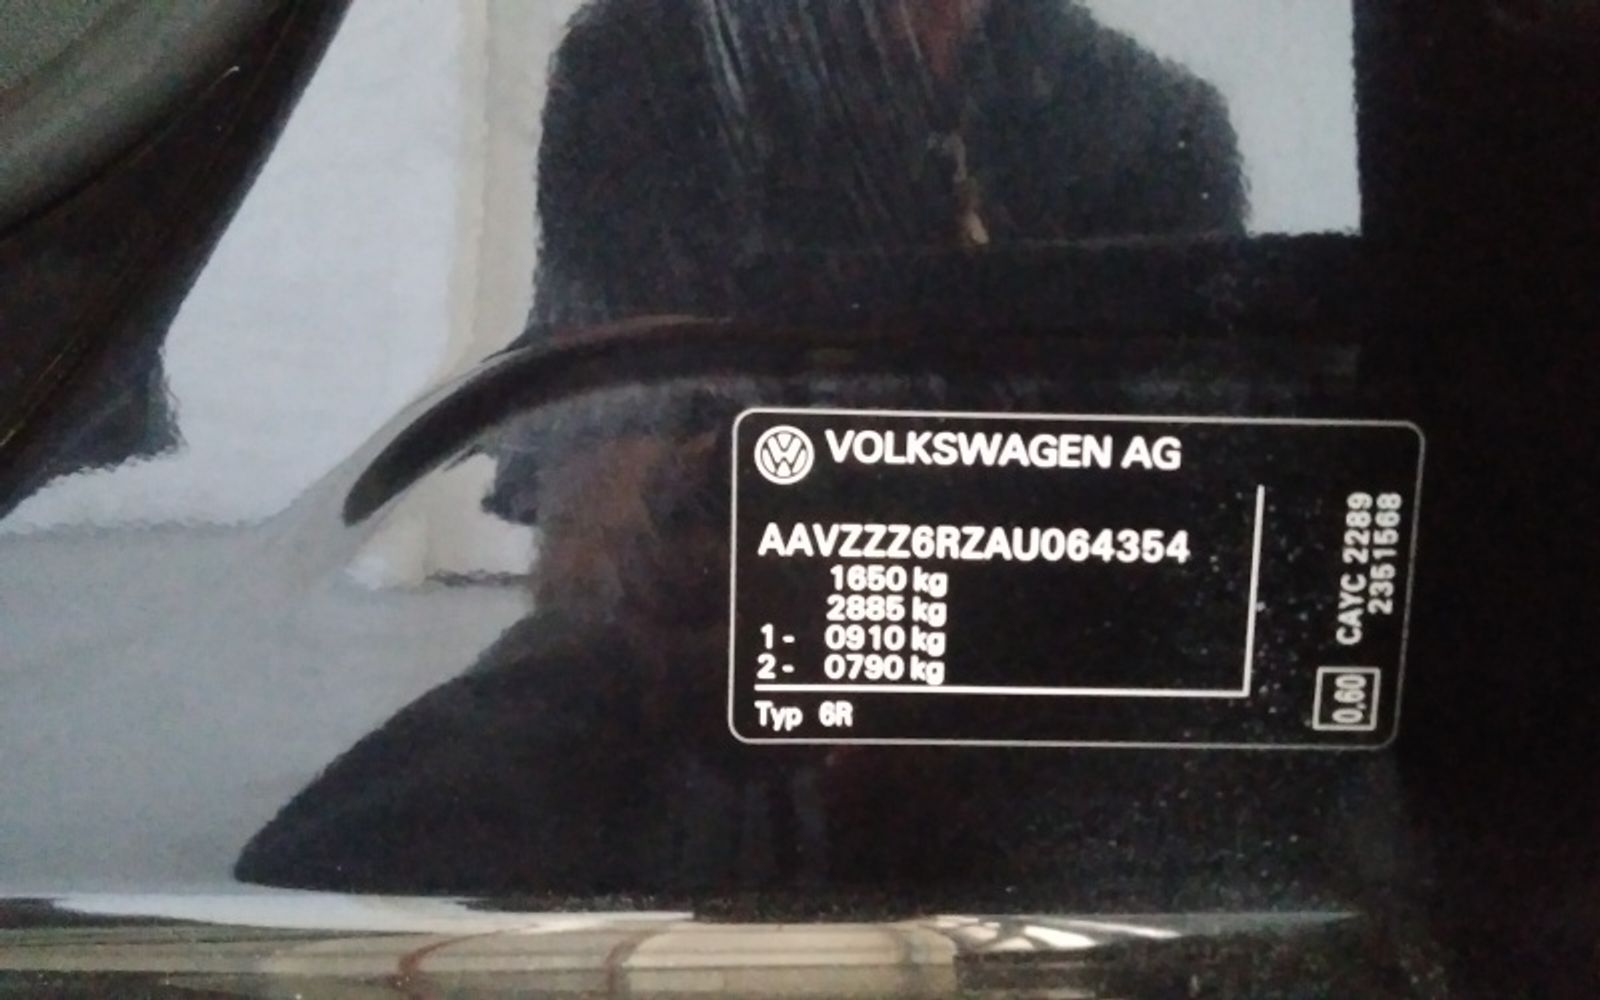 VOLKSWAGEN AG
AAVZZZ6RZAU064354
1650 kg
2885 kg
1- 0910 kg
2- 0790 kg
Typ 6R
CAYC 2289
2351568
0,60